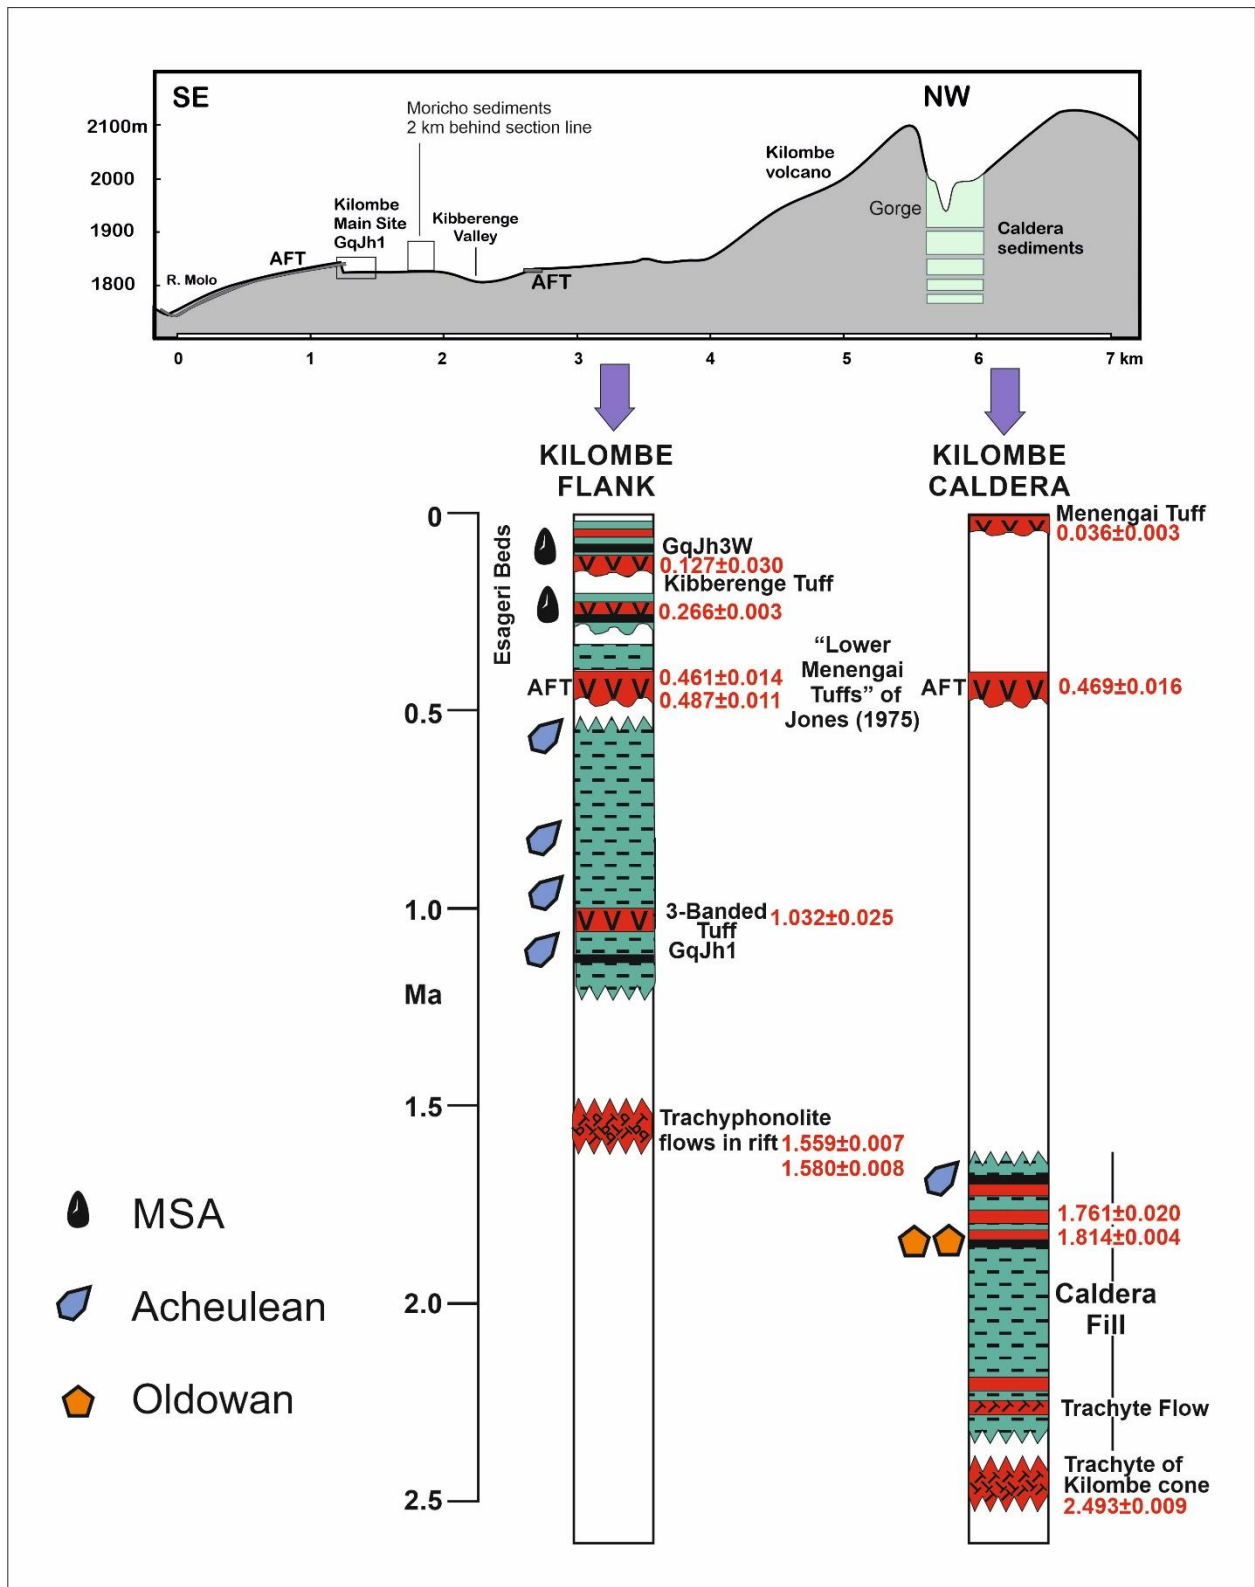 SE
NW
Moricho sediments
2 km behind section line
2100m
2000
1900
1800
Kilombe
Main Site
GqJh1
Kibberenge
Valley
Kilombe
volcano
Gorge
Caldera
sediments
AFT
R. Molo
AFT
0 1 2 3 4 5 6 7 km
KILOMBE
FLANK
KILOMBE
CALDERA
0
0.5
1.0
Ma
1.5
2.0
2.5
Esageri Beds
GqJh3W
0.127±0.030
Kibberenge Tuff
0.266±0.003
V V V
V V V
AFT
V V V
0.461±0.014
0.487±0.011
“Lower
Menengai
Tuffs” of
Jones (1975)
3-Banded
Tuff
1.032±0.025
V V V
GqJh1
Trachyphonolite
flows in rift
1.559±0.007
1.580±0.008
Menengai Tuff
0.036±0.003
V V V
AFT
V V V
0.469±0.016
1.761±0.020
1.814±0.004
Caldera
Fill
Trachyte Flow
Trachyte of
Kilombe cone
2.493±0.009
MSA
Acheulean
Oldowan